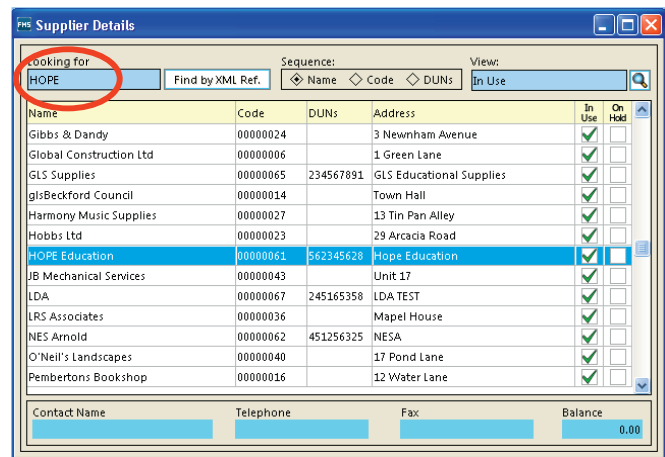 FMS Supplier Details
Looking for Sequence: View:
HOPE Find by XML Ref. Name Code DUNs In Use
Name Code DUNs Address In Use On Hold
Gibbs & Dandy 00000024 3 Newnham Avenue
Global Construction Ltd 00000006 1 Green Lane
GLS Supplies 00000065 234567891 GLS Educational Supplies
glsBeckford Council 00000014 Town Hall
Harmony Music Supplies 00000027 13 Tin Pan Alley
Hobbs Ltd 00000023 29 Arcacia Road
HOPE Education 00000061 562345628 Hope Education
JB Mechanical Services 00000043 Unit 17
LDA 00000067 245165358 LDA TEST
LRS Associates 00000036 Mapel House
NES Arnold 00000062 451256325 NESA
O'Neil's Landscapes 00000040 17 Pond Lane
Pembertons Bookshop 00000016 12 Water Lane
Contact Name Telephone Fax Balance
0.00